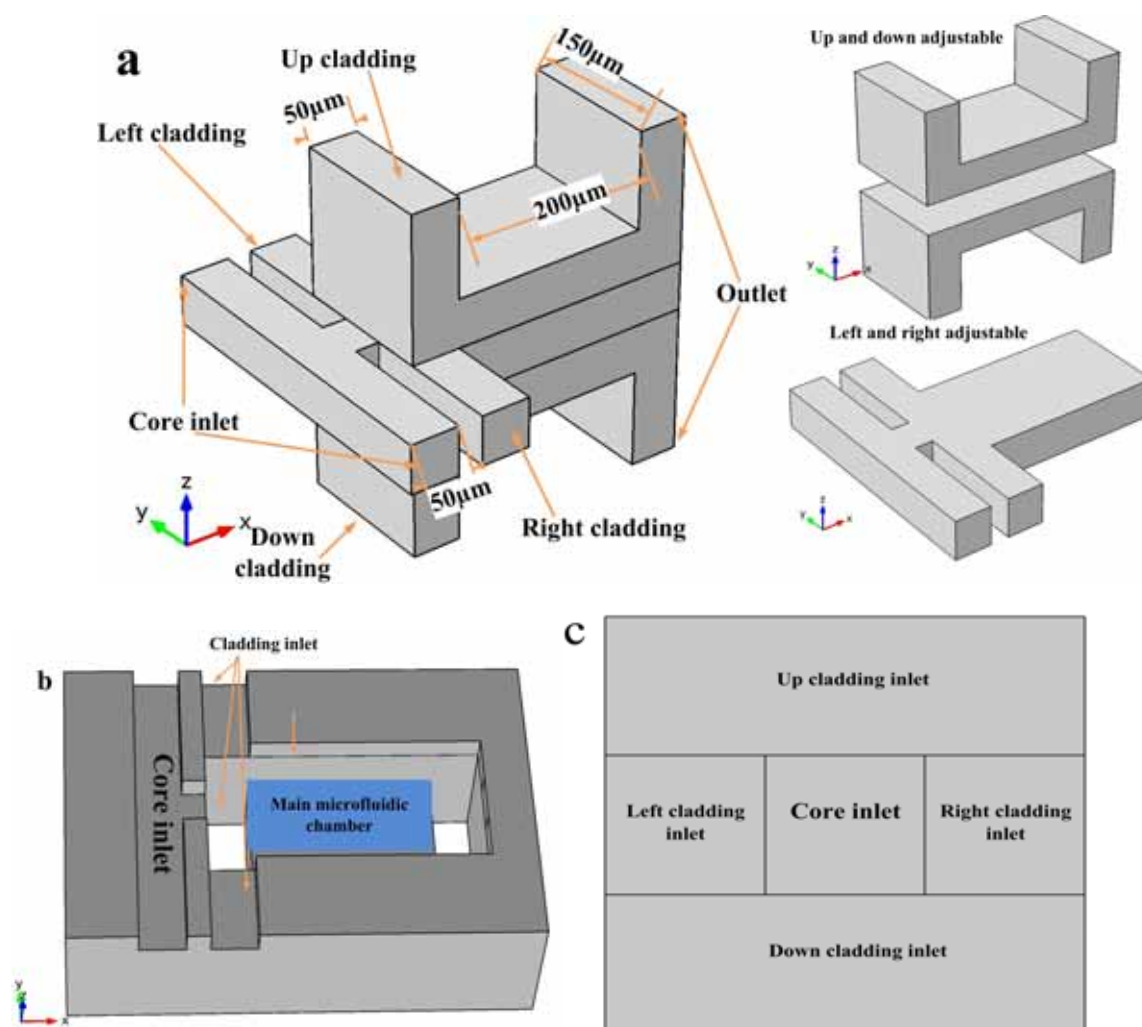 a
Up cladding
150μm
50μm
Left cladding
200μm
Outlet
Core inlet
50μm
Right cladding
Down
cladding
z
y
x
Up and down adjustable
z
y
x
Left and right adjustable
z
y
x
b
Cladding inlet
Core inlet
Main microfluidic
chamber
y
z
x
c
Up cladding inlet
Left cladding
inlet
Core inlet
Right cladding
inlet
Down cladding inlet